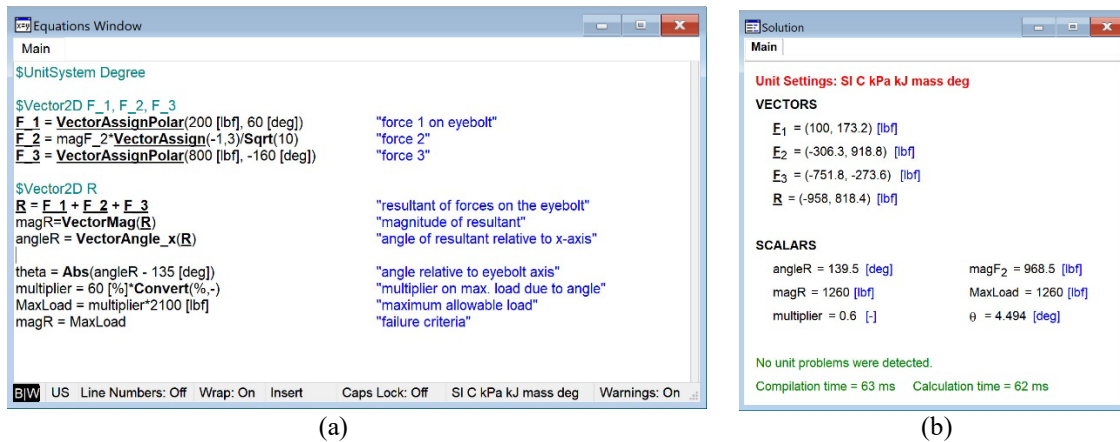 Equations Window
Main
$UnitSystem Degree
$Vector2D F_1, F_2, F_3
F_1 = VectorAssignPolar(200 [lbf], 60 [deg]) "force 1 on eyebolt"
F_2 = magF_2*VectorAssign(-1,3)/Sqrt(10) "force 2"
F_3 = VectorAssignPolar(800 [lbf], -160 [deg]) "force 3"
$Vector2D R
R = F_1 + F_2 + F_3 "resultant of forces on the eyebolt"
magR=VectorMag(R) "magnitude of resultant"
angleR = VectorAngle_x(R) "angle of resultant relative to x-axis"
theta = Abs(angleR - 135 [deg]) "angle relative to eyebolt axis"
multiplier = 60 [%]*Convert(%,-) "multiplier on max. load due to angle"
MaxLoad = multiplier*2100 [lbf] "maximum allowable load"
magR = MaxLoad "failure criteria"
B|W US Line Numbers: Off Wrap: On Insert Caps Lock: Off SI C kPa kJ mass deg Warnings: On
(a)
Solution
Main
Unit Settings: SI C kPa kJ mass deg
VECTORS
F1 = (100, 173.2) [lbf]
F2 = (-306.3, 918.8) [lbf]
F3 = (-751.8, -273.6) [lbf]
R = (-958, 818.4) [lbf]
SCALARS
angleR = 139.5 [deg] magF2 = 968.5 [lbf]
magR = 1260 [lbf] MaxLoad = 1260 [lbf]
multiplier = 0.6 [-] θ = 4.494 [deg]
No unit problems were detected.
Compilation time = 63 ms Calculation time = 62 ms
(b)